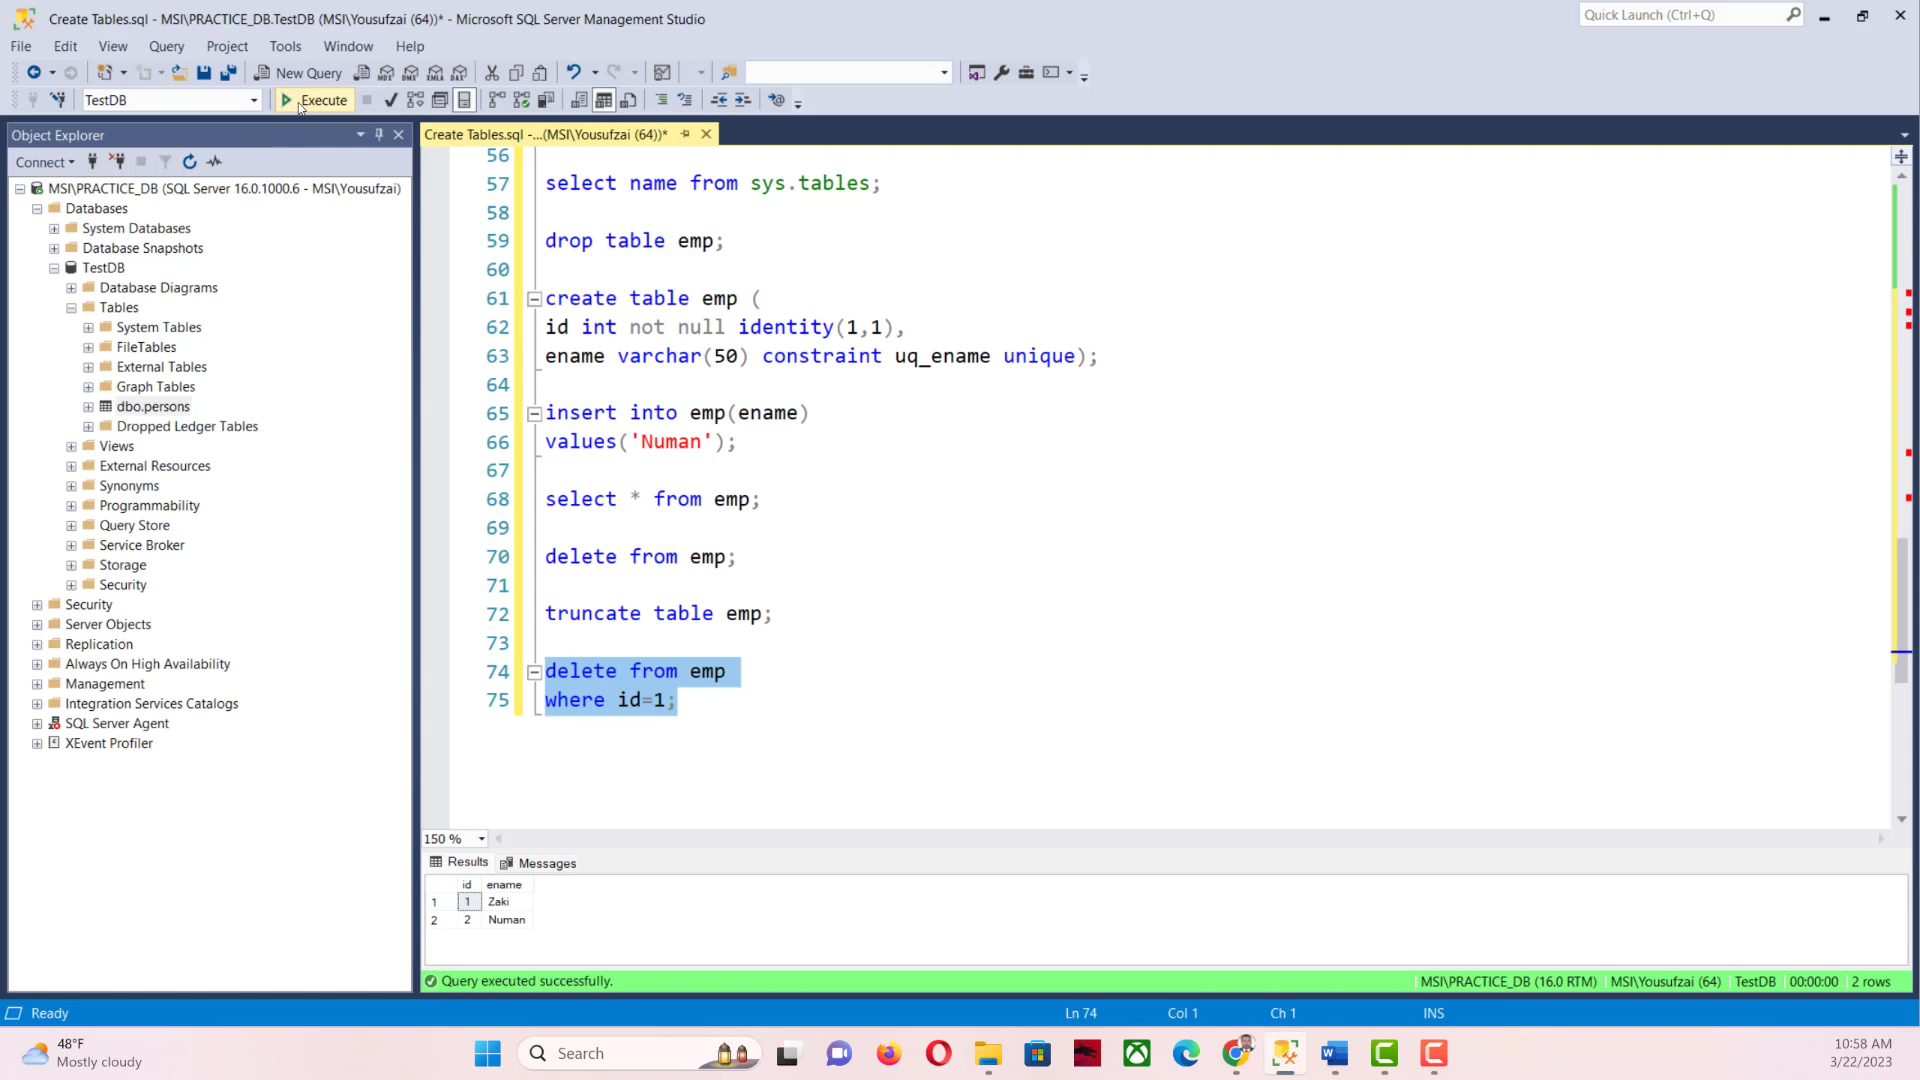 Create Tables.sql - MSI\PRACTICE_DB.TestDB (MSI\Yousufzai (64))* - Microsoft SQL Server Management Studio
Quick Launch (Ctrl+Q)
File Edit View Query Project Tools Window Help
New Query
TestDB
Execute
Object Explorer
Create Tables.sql -...(MSI\Yousufzai (64))*
Connect
MSI\PRACTICE_DB (SQL Server 16.0.1000.6 - MSI\Yousufzai)
Databases
System Databases
Database Snapshots
TestDB
Database Diagrams
Tables
System Tables
FileTables
External Tables
Graph Tables
dbo.persons
Dropped Ledger Tables
Views
External Resources
Synonyms
Programmability
Query Store
Service Broker
Storage
Security
Security
Server Objects
Replication
Always On High Availability
Management
Integration Services Catalogs
SQL Server Agent
XEvent Profiler
56
57 select name from sys.tables;
58
59 drop table emp;
60
61 create table emp (
62 id int not null identity(1,1),
63 ename varchar(50) constraint uq_ename unique);
64
65 insert into emp(ename)
66 values('Numan');
67
68 select * from emp;
69
70 delete from emp;
71
72 truncate table emp;
73
74 delete from emp
75 where id=1;
150 %
Results Messages
id ename
1 1 Zaki
2 2 Numan
Query executed successfully. MSI\PRACTICE_DB (16.0 RTM) MSI\Yousufzai (64) TestDB 00:00:00 2 rows
Ready Ln 74 Col 1 Ch 1 INS
48°F
Mostly cloudy
Search
10:58 AM
3/22/2023